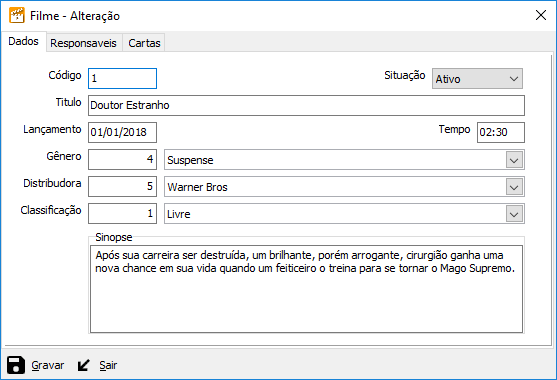 Filme - Alteração
Dados Responsaveis Cartas
Código 1 Situação Ativo
Titulo Doutor Estranho
Lançamento 01/01/2018 Tempo 02:30
Gênero 4 Suspense
Distribuidora 5 Warner Bros
Classificação 1 Livre
Sinopse
Após sua carreira ser destruída, um brilhante, porém arrogante, cirurgião ganha uma
nova chance em sua vida quando um feiticeiro o treina para se tornar o Mago Supremo.
Gravar Sair